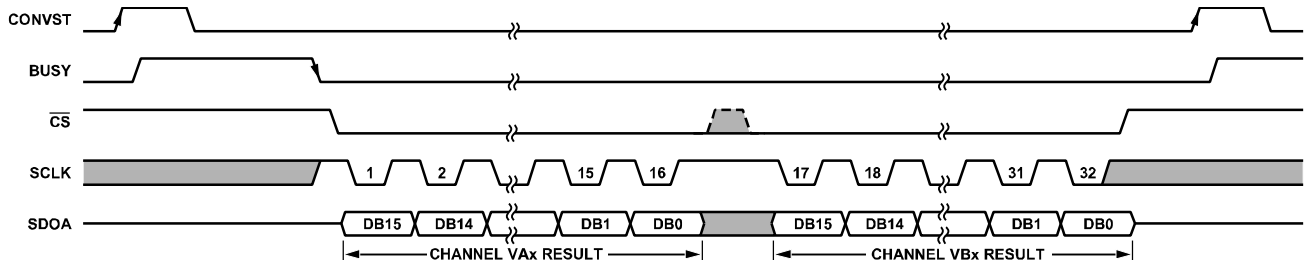 CONVST
BUSY
CS
SCLK 1 2 15 16 17 18 31 32
SDOA DB15 DB14 DB1 DB0 DB15 DB14 DB1 DB0
CHANNEL VAx RESULT CHANNEL VBx RESULT